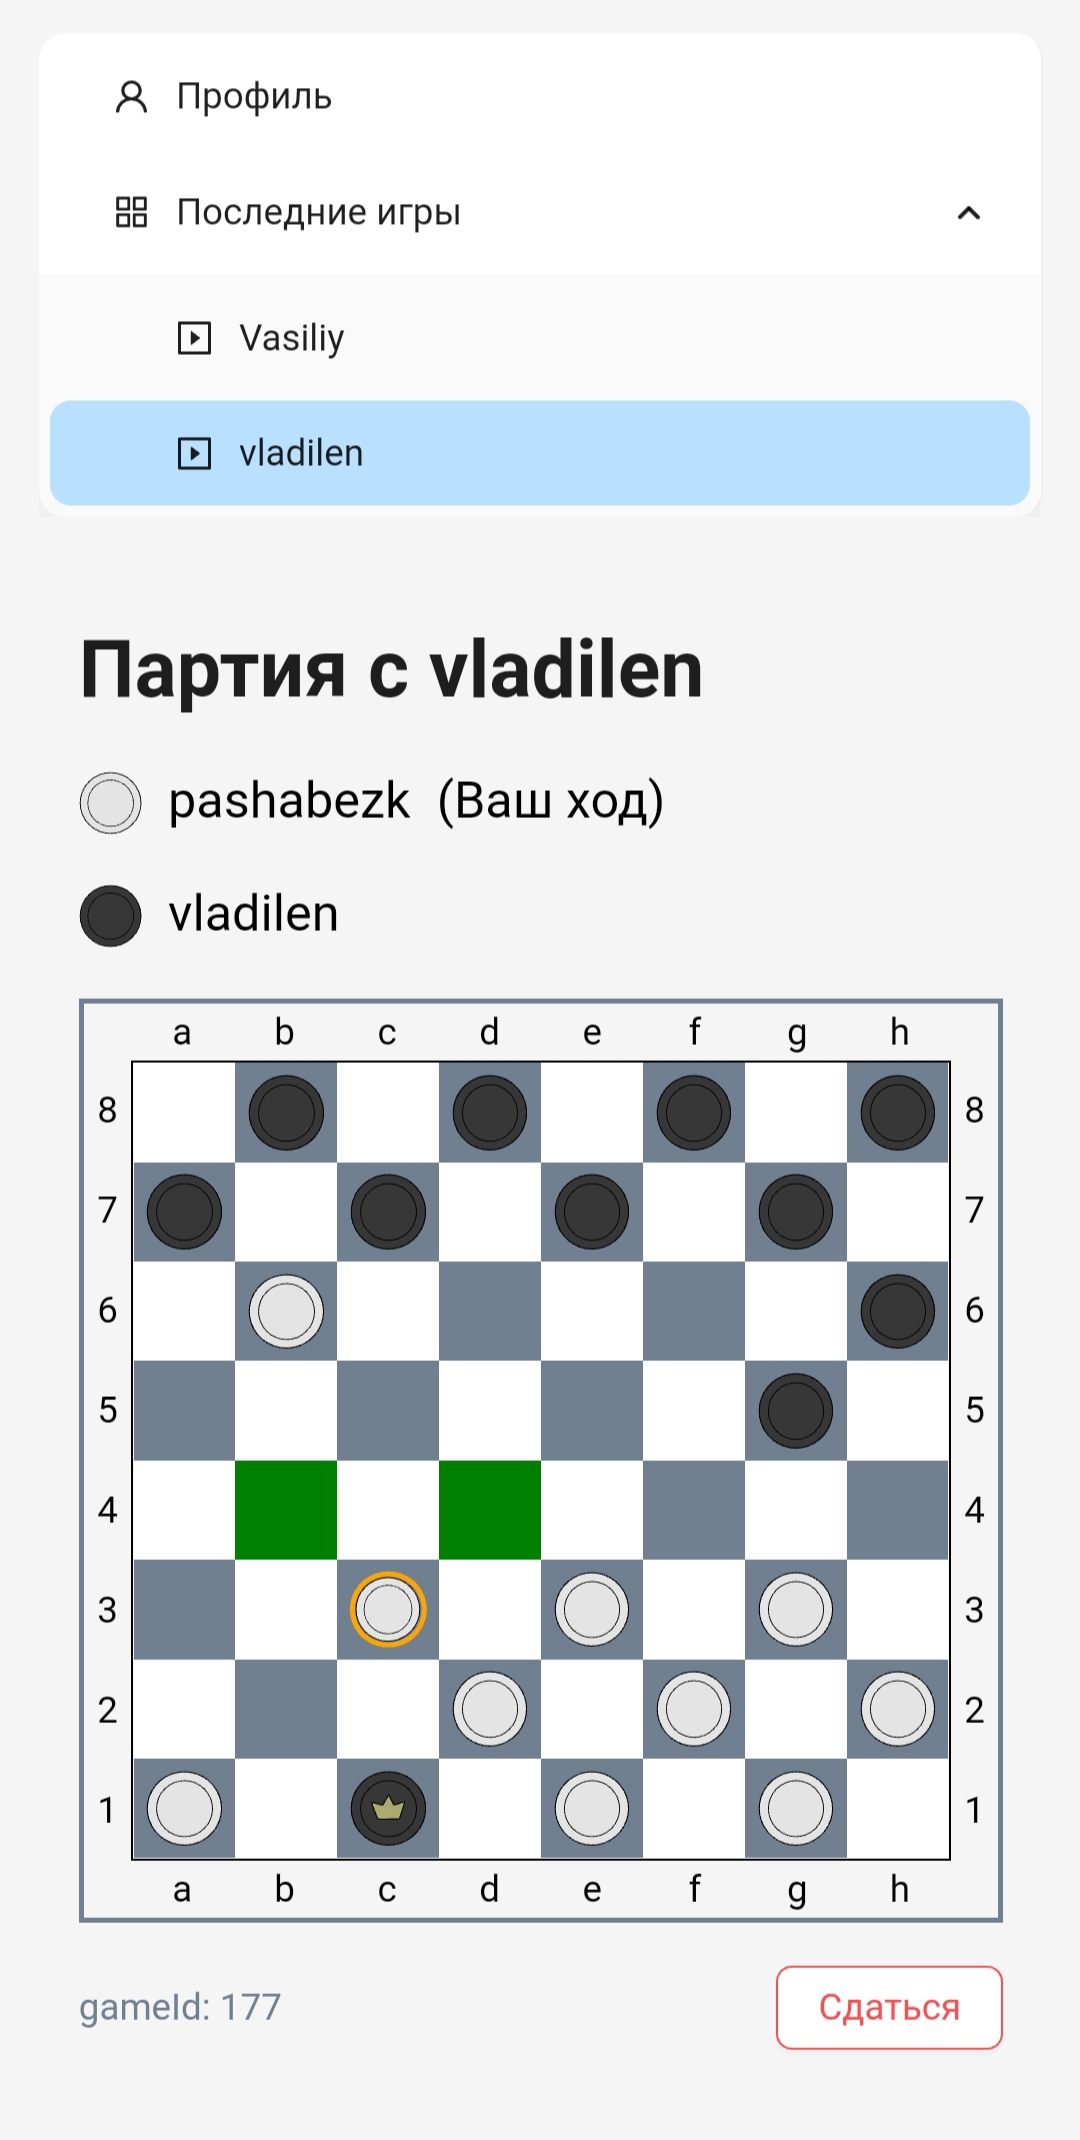 Профиль
Последние игры
Vasiliy
vladilen
Партия с vladilen
pashabezk (Ваш ход)
vladilen
a b c d e f g h
8 8
7 7
6 6
5 5
4 4
3 3
2 2
1 1
a b c d e f g h
gameId: 177 Сдаться